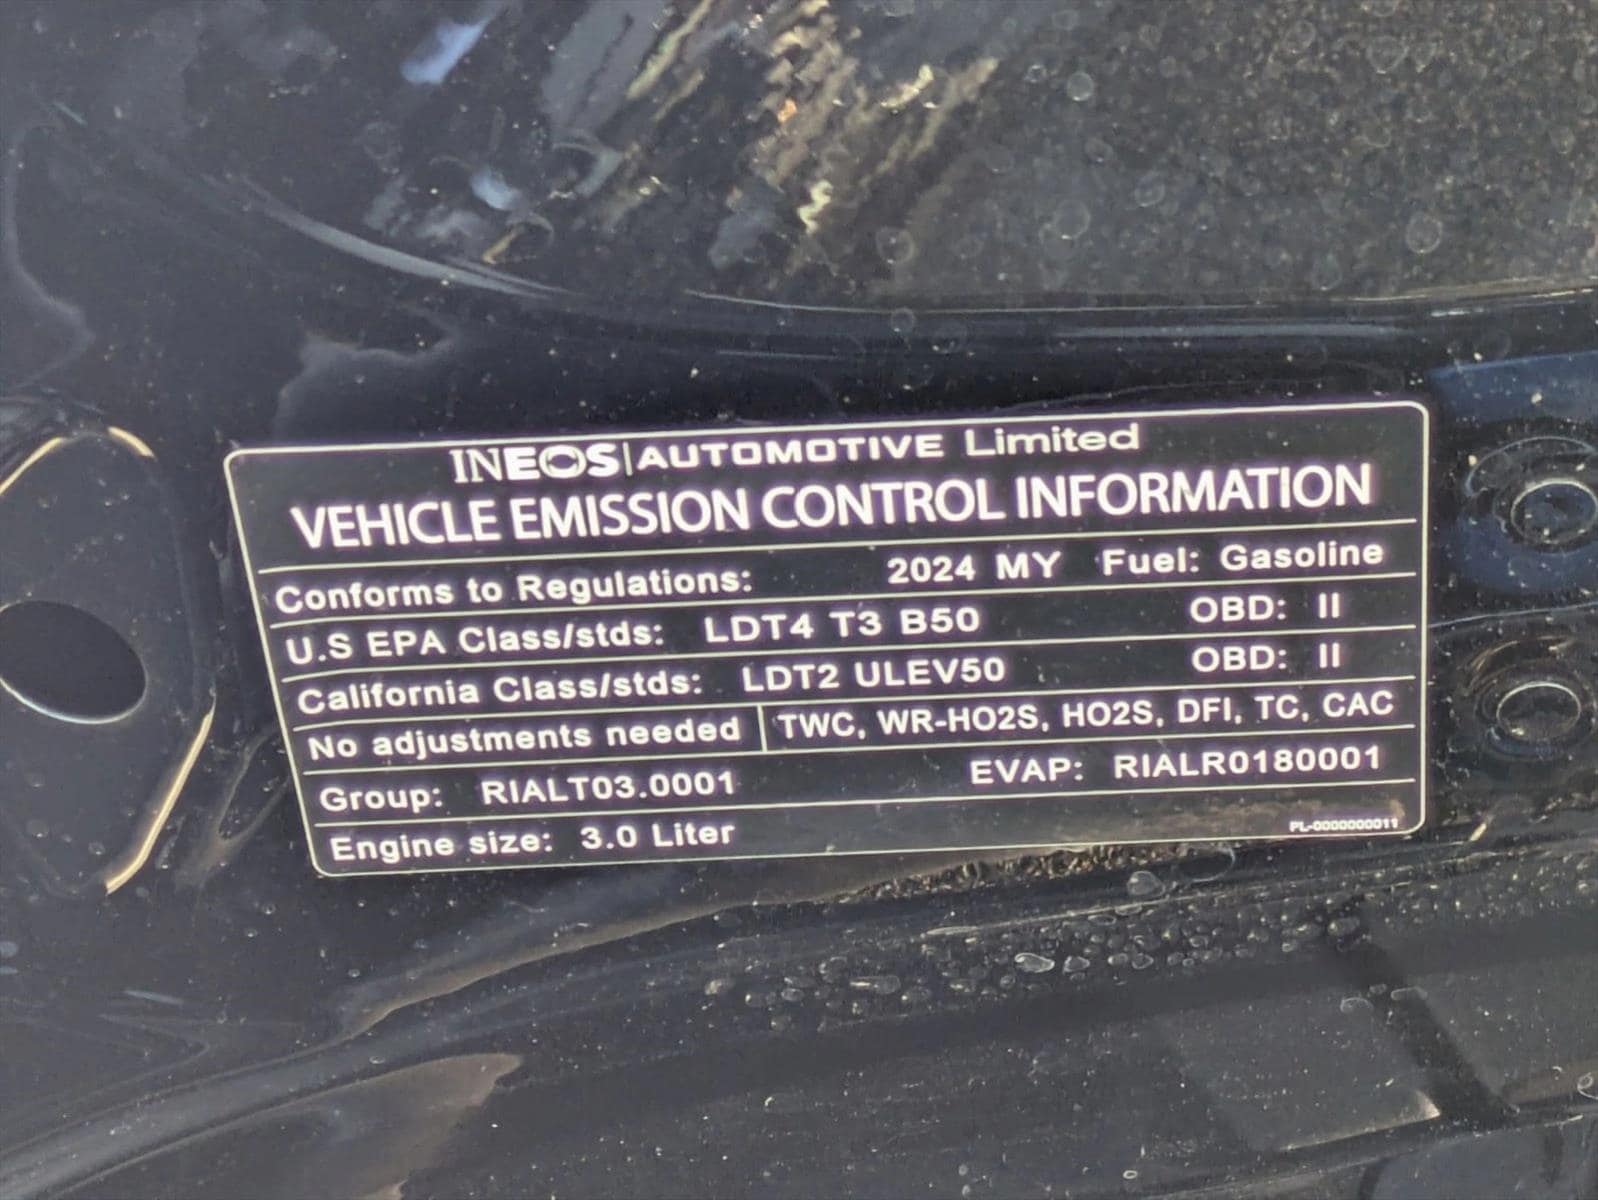 INEOS|AUTOMOTIVE Limited
VEHICLE EMISSION CONTROL INFORMATION
Conforms to Regulations: 2024 MY Fuel: Gasoline
U.S EPA Class/stds: LDT4 T3 B50 OBD: II
California Class/stds: LDT2 ULEV50 OBD: II
No adjustments needed TWC, WR-HO2S, HO2S, DFI, TC, CAC
Group: RIALT03.0001 EVAP: RIALR0180001
Engine size: 3.0 Liter
PL-0000000011